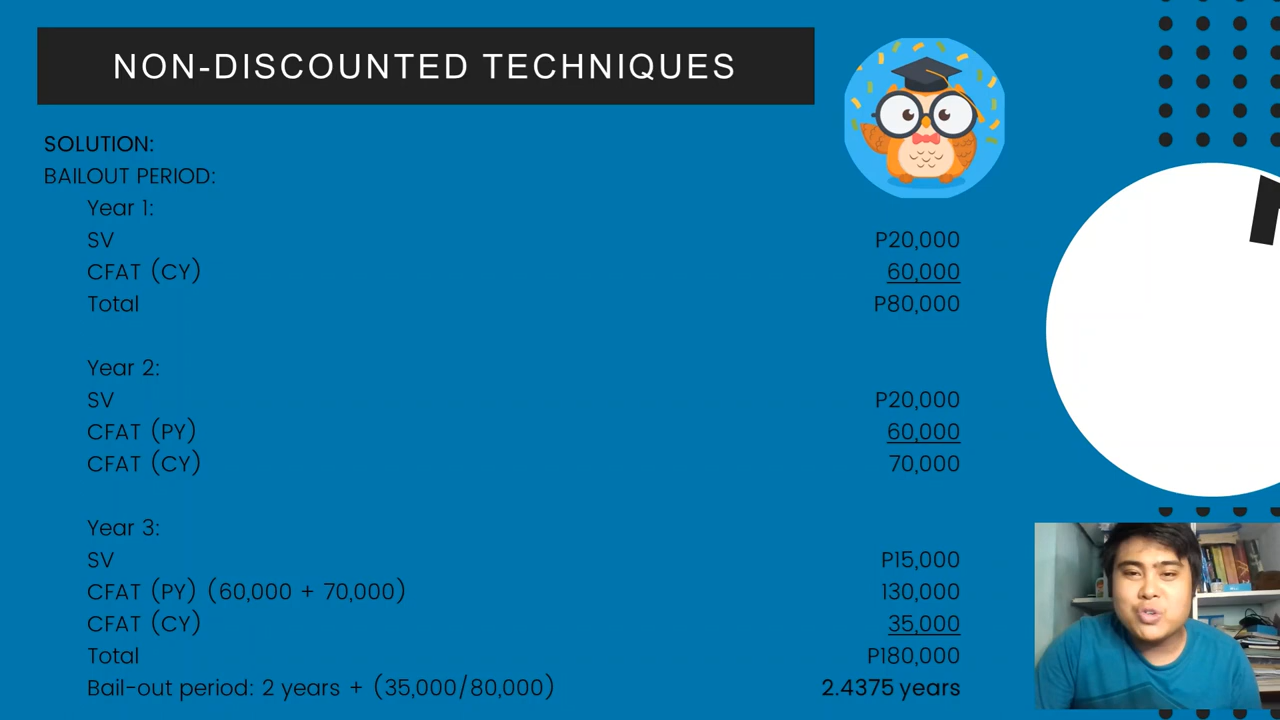 NON-DISCOUNTED TECHNIQUES
SOLUTION:
BAILOUT PERIOD:
Year 1:
SV P20,000
CFAT (CY) 60,000
Total P80,000
Year 2:
SV P20,000
CFAT (PY) 60,000
CFAT (CY) 70,000
Year 3:
SV P15,000
CFAT (PY) (60,000 + 70,000) 130,000
CFAT (CY) 35,000
Total P180,000
Bail-out period: 2 years + (35,000/80,000) 2.4375 years